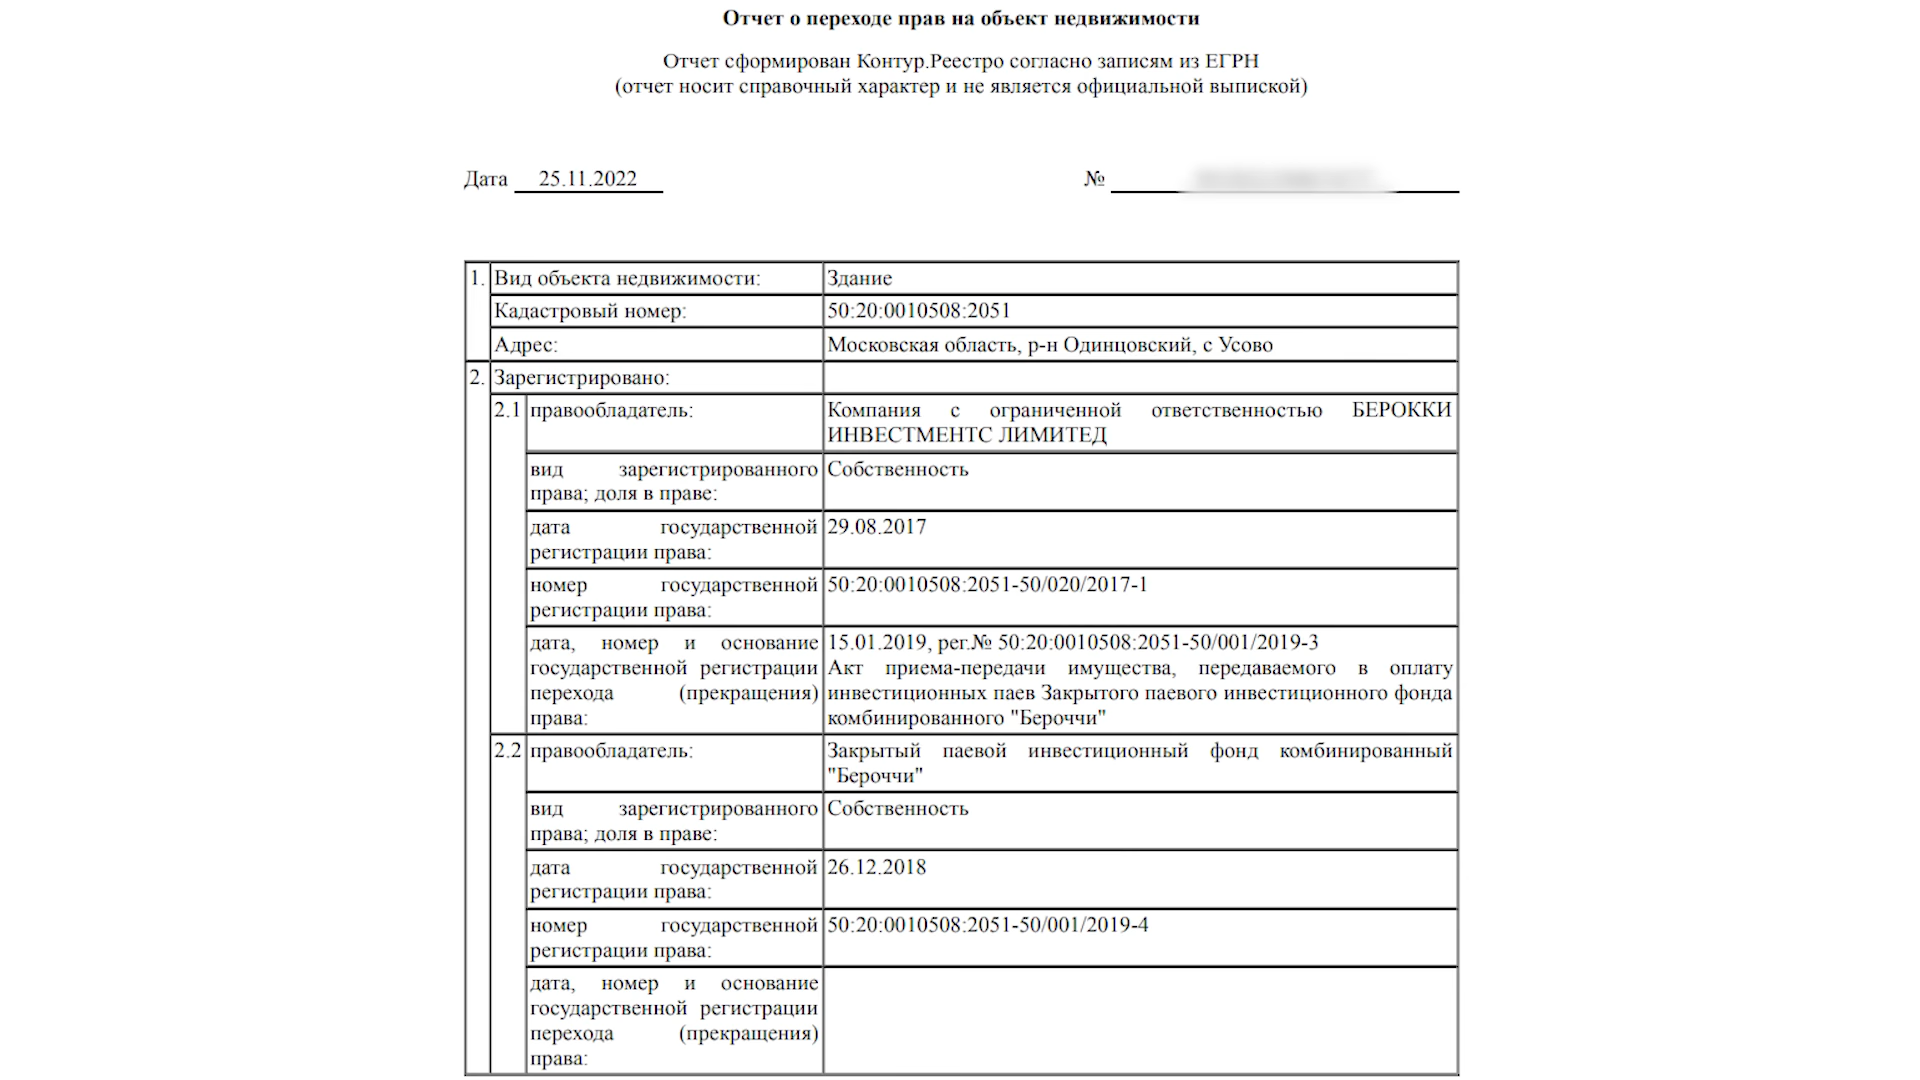 Отчет о переходе прав на объект недвижимости
Отчет сформирован Контур.Реестро согласно записям из ЕГРН
(отчет носит справочный характер и не является официальной выпиской)
Дата 25.11.2022 №
1. Вид объекта недвижимости: Здание
Кадастровый номер: 50:20:0010508:2051
Адрес: Московская область, р-н Одинцовский, с Усово
2. Зарегистрировано:
2.1 правообладатель: Компания с ограниченной ответственностью БЕРОККИ
ИНВЕСТМЕНТС ЛИМИТЕД
вид зарегистрированного Собственность
права; доля в праве:
дата государственной 29.08.2017
регистрации права:
номер государственной 50:20:0010508:2051-50/020/2017-1
регистрации права:
дата, номер и основание 15.01.2019, рег.№ 50:20:0010508:2051-50/001/2019-3
государственной регистрации Акт приема-передачи имущества, передаваемого в оплату
перехода (прекращения) инвестиционных паев Закрытого паевого инвестиционного фонда
права: комбинированного "Бероччи"
2.2 правообладатель: Закрытый паевой инвестиционный фонд комбинированный
"Бероччи"
вид зарегистрированного Собственность
права; доля в праве:
дата государственной 26.12.2018
регистрации права:
номер государственной 50:20:0010508:2051-50/001/2019-4
регистрации права:
дата, номер и основание
государственной регистрации
перехода (прекращения)
права: